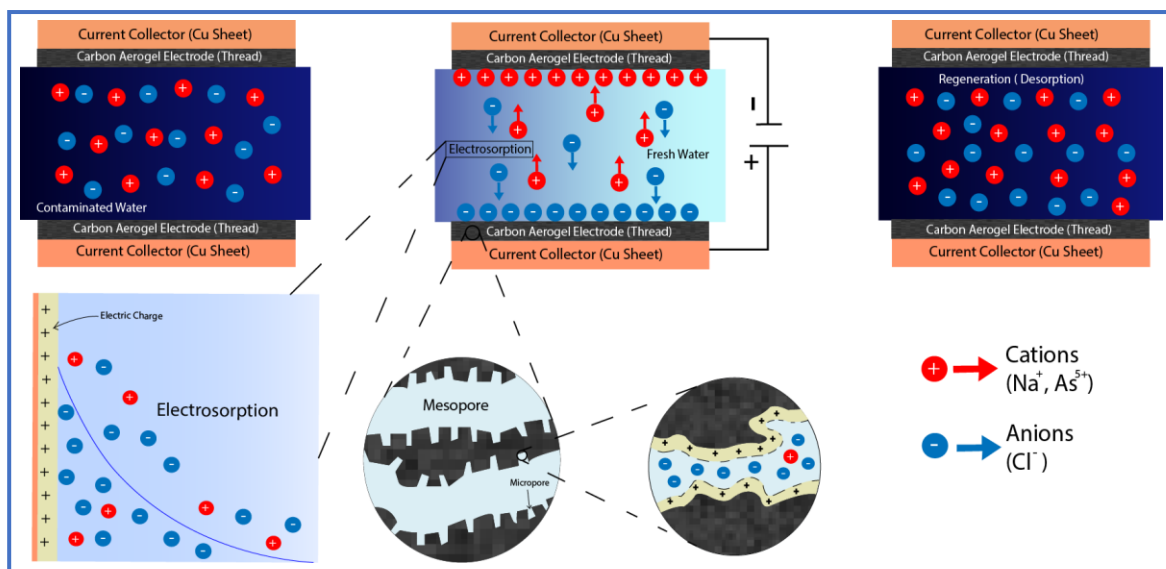 Current Collector (Cu Sheet)
Carbon Aerogel Electrode (Thread)
Contaminated Water
Carbon Aerogel Electrode (Thread)
Current Collector (Cu Sheet)
Current Collector (Cu Sheet)
Carbon Aerogel Electrode (Thread)
Electrosorption
Fresh Water
Carbon Aerogel Electrode (Thread)
Current Collector (Cu Sheet)
Current Collector (Cu Sheet)
Carbon Aerogel Electrode (Thread)
Regeneration ( Desorption)
Carbon Aerogel Electrode (Thread)
Current Collector (Cu Sheet)
Electric Charge
Electrosorption
Mesopore
Micropore
Cations
(Na⁺, As⁵⁺)
Anions
(Cl⁻)